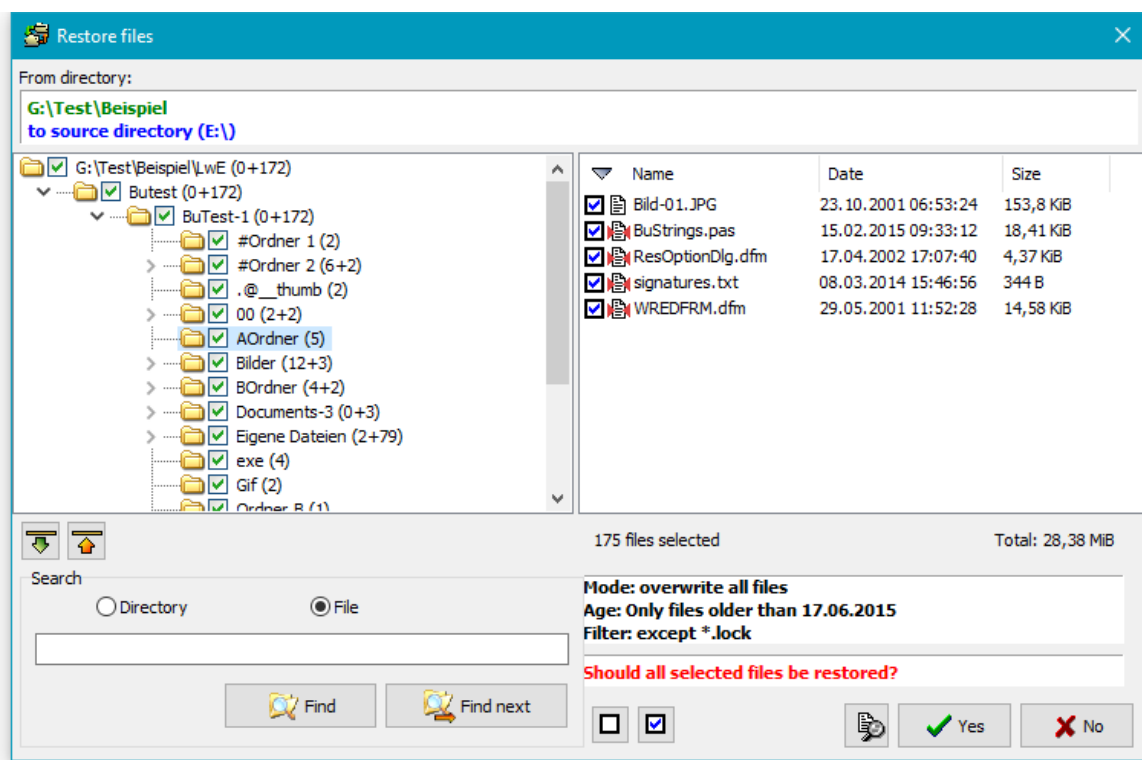 Restore files
From directory:
G:\Test\Beispiel
to source directory (E:\)
G:\Test\Beispiel\LwE (0+172)
Butest (0+172)
BuTest-1 (0+172)
#Ordner 1 (2)
#Ordner 2 (6+2)
.@__thumb (2)
00 (2+2)
AOrdner (5)
Bilder (12+3)
BOrdner (4+2)
Documents-3 (0+3)
Eigene Dateien (2+79)
exe (4)
Gif (2)
Ordner B (1)
Name Date Size
Bild-01.JPG 23.10.2001 06:53:24 153,8 KiB
BuStrings.pas 15.02.2015 09:33:12 18,41 KiB
ResOptionDlg.dfm 17.04.2002 17:07:40 4,37 KiB
signatures.txt 08.03.2014 15:46:56 344 B
WREDFRM.dfm 29.05.2001 11:52:28 14,58 KiB
175 files selected Total: 28,38 MiB
Search
Directory File
Find Find next
Mode: overwrite all files
Age: Only files older than 17.06.2015
Filter: except *.lock
Should all selected files be restored?
Yes No